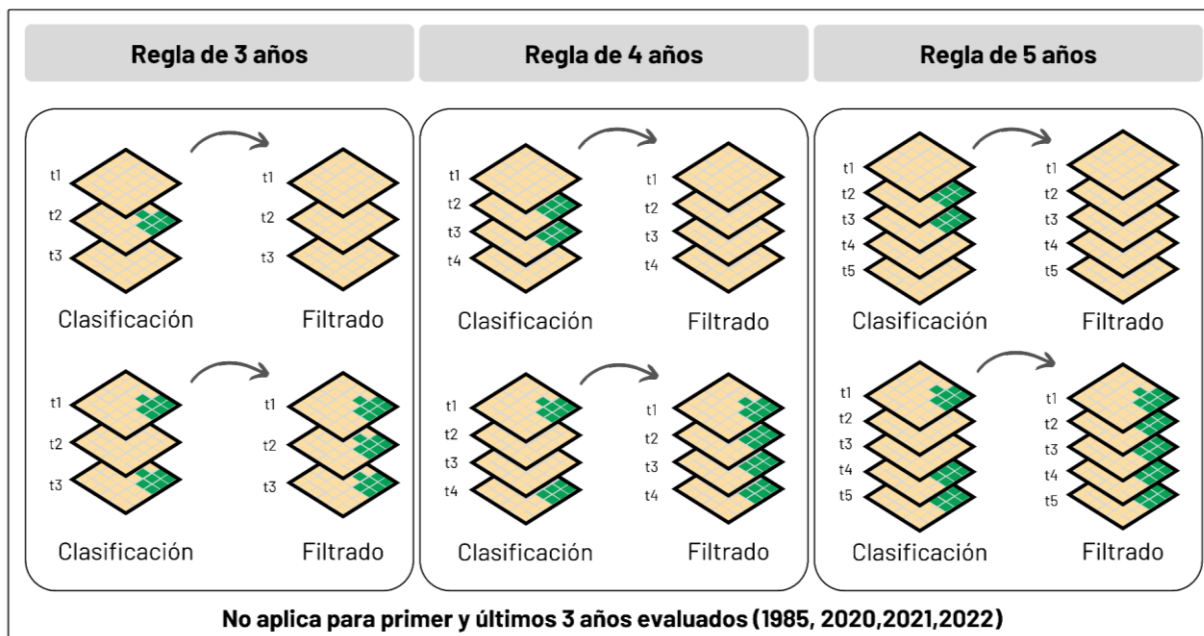 Regla de 3 años
Regla de 4 años
Regla de 5 años
t1
t2
t3
Clasificación
t1
t2
t3
Filtrado
t1
t2
t3
Clasificación
t1
t2
t3
Filtrado
t1
t2
t3
t4
Clasificación
t1
t2
t3
t4
Filtrado
t1
t2
t3
t4
Clasificación
t1
t2
t3
t4
Filtrado
t1
t2
t3
t4
t5
Clasificación
t1
t2
t3
t4
t5
Filtrado
t1
t2
t3
t4
t5
Clasificación
t1
t2
t3
t4
t5
Filtrado
No aplica para primer y últimos 3 años evaluados (1985, 2020,2021,2022)